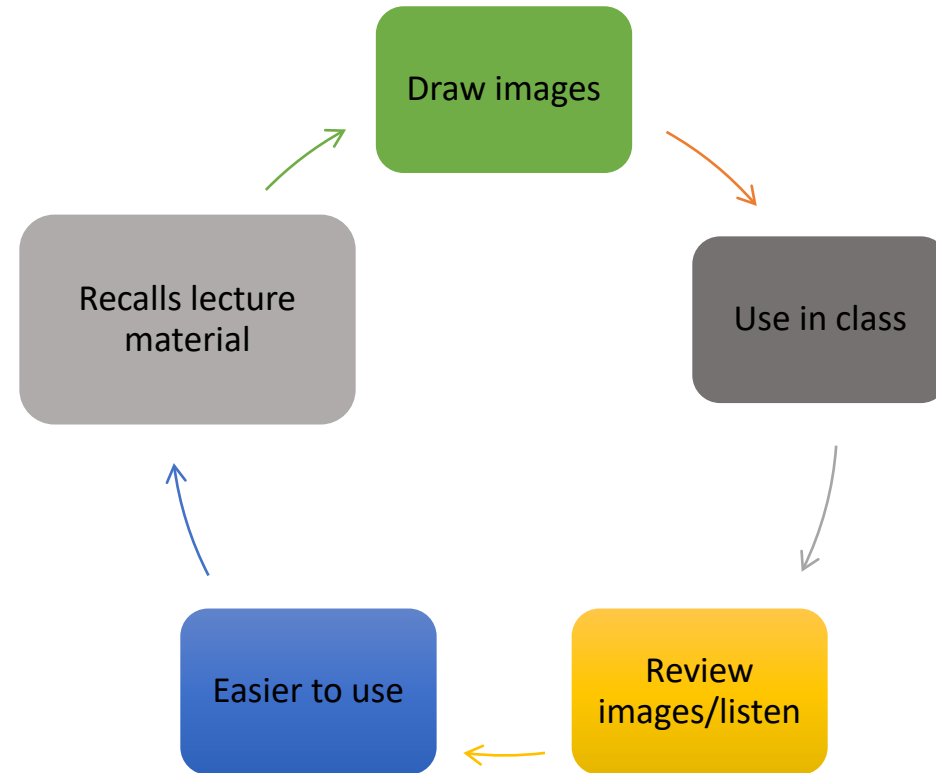 Draw images
Use in class
Review
images/listen
Easier to use
Recalls lecture
material